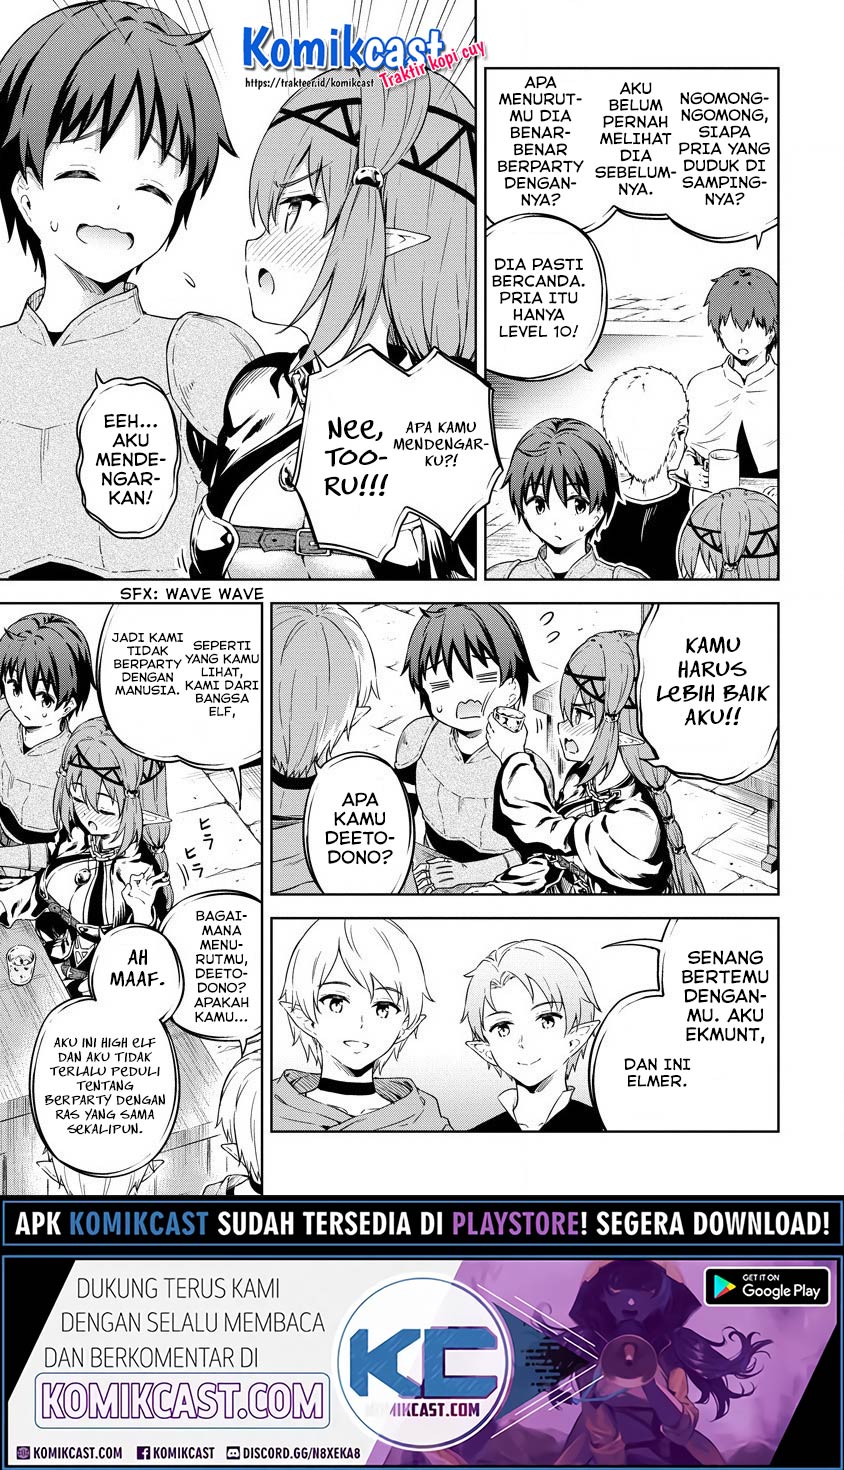 Komikcast
https://trakteer.id/komikcast
Traktir kopi cuy
NGOMONG-
NGOMONG,
SIAPA
PRIA YANG
DUDUK DI
SAMPING-
NYA?
AKU
BELUM
PERNAH
MELIHAT
DIA
SEBELUM-
NYA.
APA
MENURUT-
MU DIA
BENAR-
BENAR
BERPARTY
DENGAN-
NYA?
DIA PASTI
BERCANDA.
PRIA ITU
HANYA
LEVEL 10!
APA KAMU
MENDENGAR-
KU?!
NEE,
TOO-
RU!!!
EEH...
AKU
MENDE-
NGAR-
KAN!
SFX: WAVE WAVE
KAMU
HARUS
LEBIH BAIK
AKU!!
APA
KAMU
DEETO-
DONO?
SENANG
BERTEMU
DENGAN-
MU. AKU
EKMUNT,
DAN INI
ELMER.
SEPERTI
YANG KAMU
LIHAT,
KAMI DARI
BANGSA
ELF,
JADI KAMI
TIDAK
BERPARTY
DENGAN
MANUSIA.
ヒラ
ヒラ
BAGAI-
MANA
MENU-
RUTMU,
DEETO-
DONO?
APAKAH
KAMU...
AH
MAAF.
AKU INI HIGH ELF
DAN AKU TIDAK
TERLALU PEDULI
TENTANG
BERPARTY DENGAN
RAS YANG SAMA
SEKALIPUN.
APK KOMIKCAST SUDAH TERSEDIA DI PLAYSTORE! SEGERA DOWNLOAD!
DUKUNG TERUS KAMI
DENGAN SELALU MEMBACA
DAN BERKOMENTAR DI
KOMIKCAST.COM
KOMIKCAST.COM
KOMIKCAST
DISCORD.GG/N8XEKA8
KC
KOMIKCAST.COM
GET IT ON
Google Play